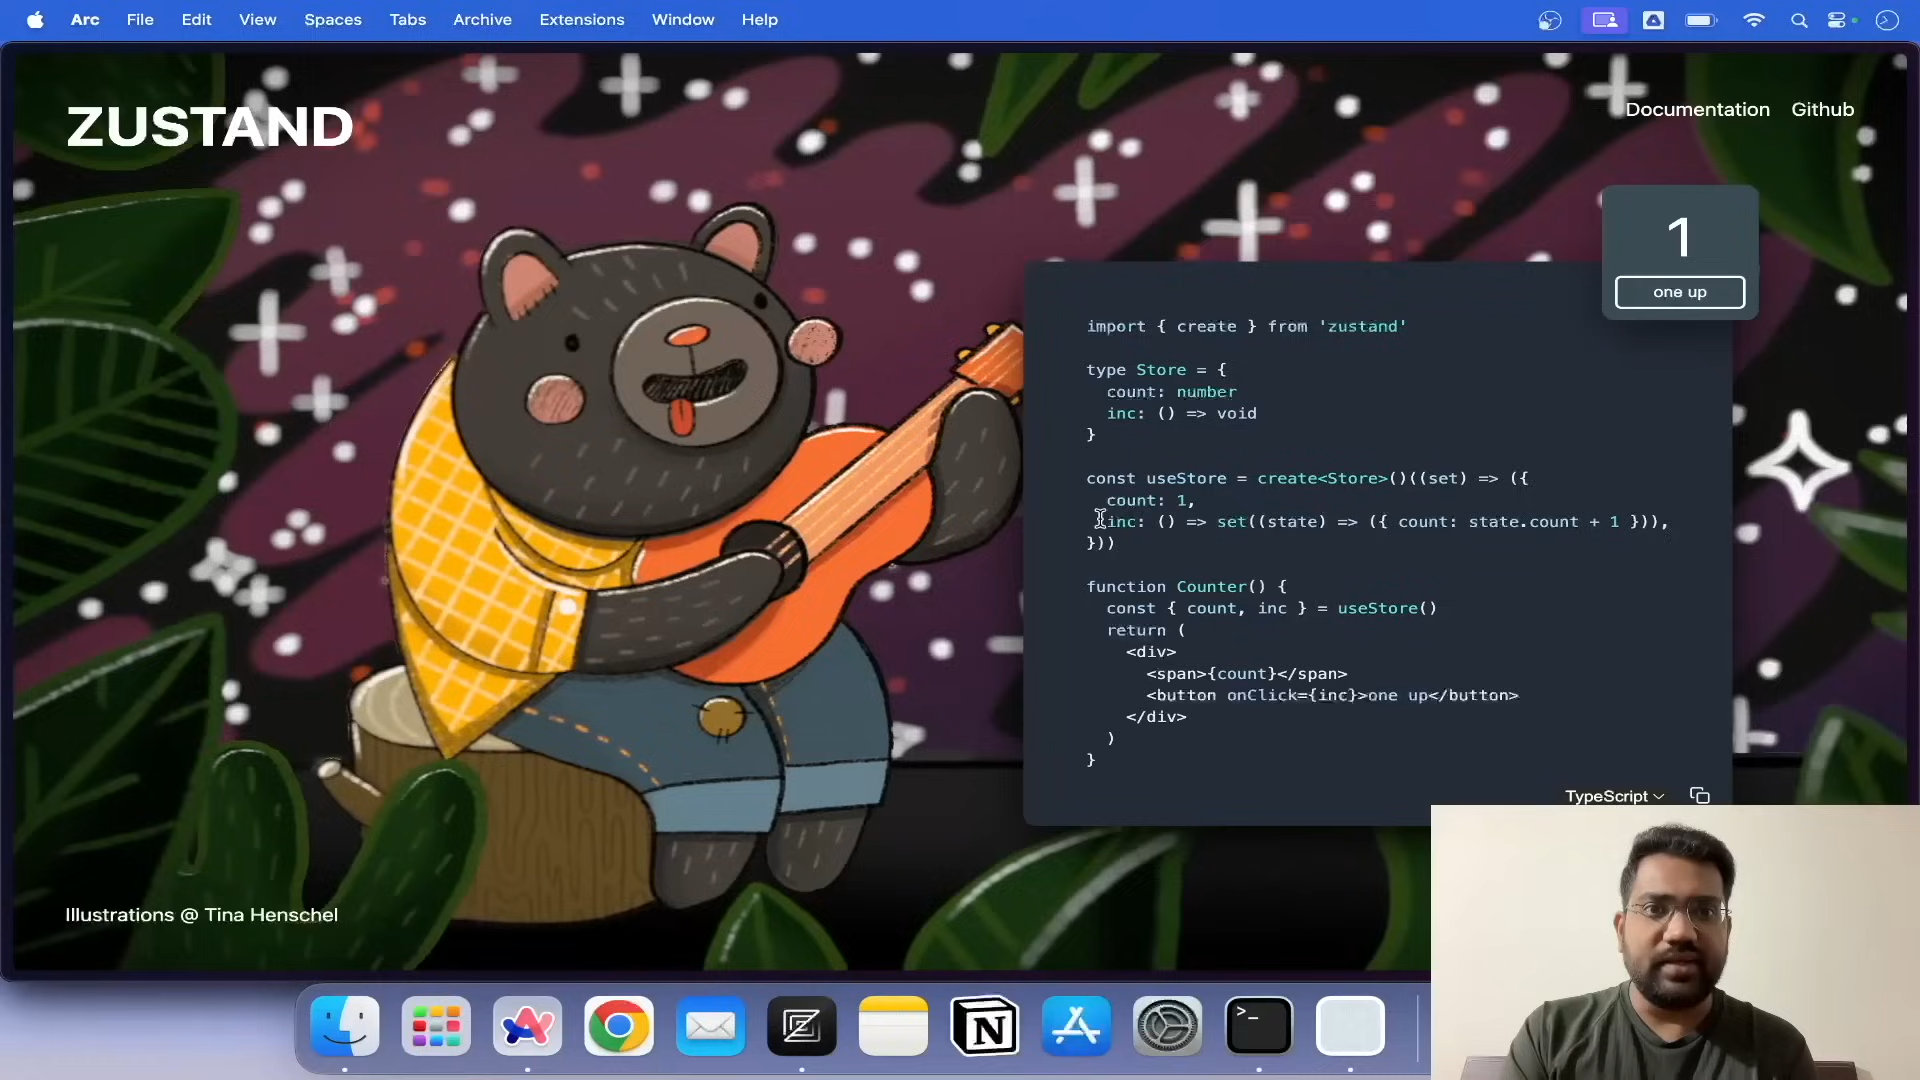 Arc File Edit View Spaces Tabs Archive Extensions Window Help
ZUSTAND
Documentation Github
1
one up
import { create } from 'zustand'
type Store = {
count: number
inc: () => void
}
const useStore = create<Store>()((set) => ({
count: 1,
inc: () => set((state) => ({ count: state.count + 1 })),
}))
function Counter() {
const { count, inc } = useStore()
return (
<div>
<span>{count}</span>
<button onClick={inc}>one up</button>
</div>
)
}
TypeScript
Illustrations @ Tina Henschel